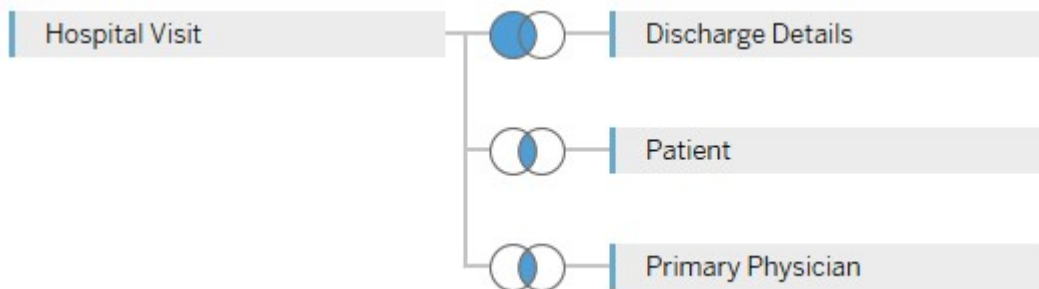 Hospital Visit
Discharge Details
Patient
Primary Physician